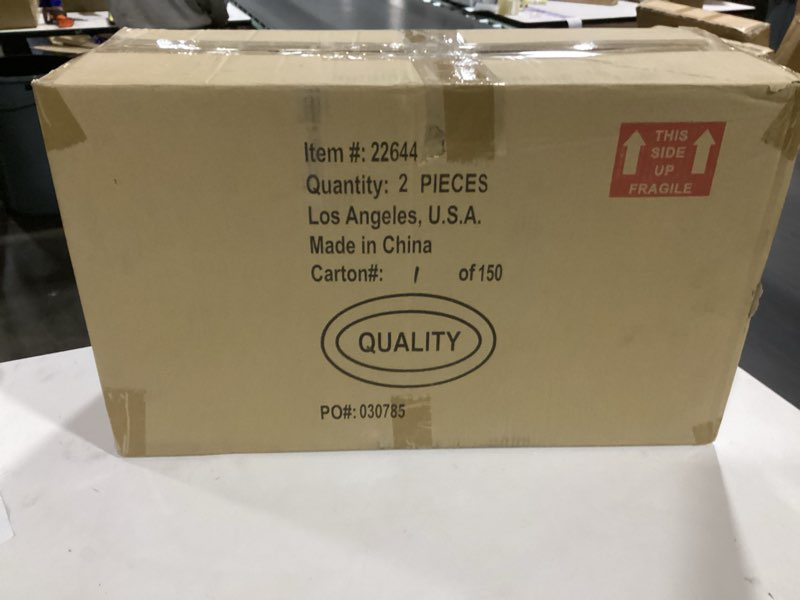 Item #: 22644
Quantity: 2 PIECES
Los Angeles, U.S.A.
Made in China
Carton#: 1 of 150
QUALITY
PO#: 030785
THIS
SIDE
UP
FRAGILE